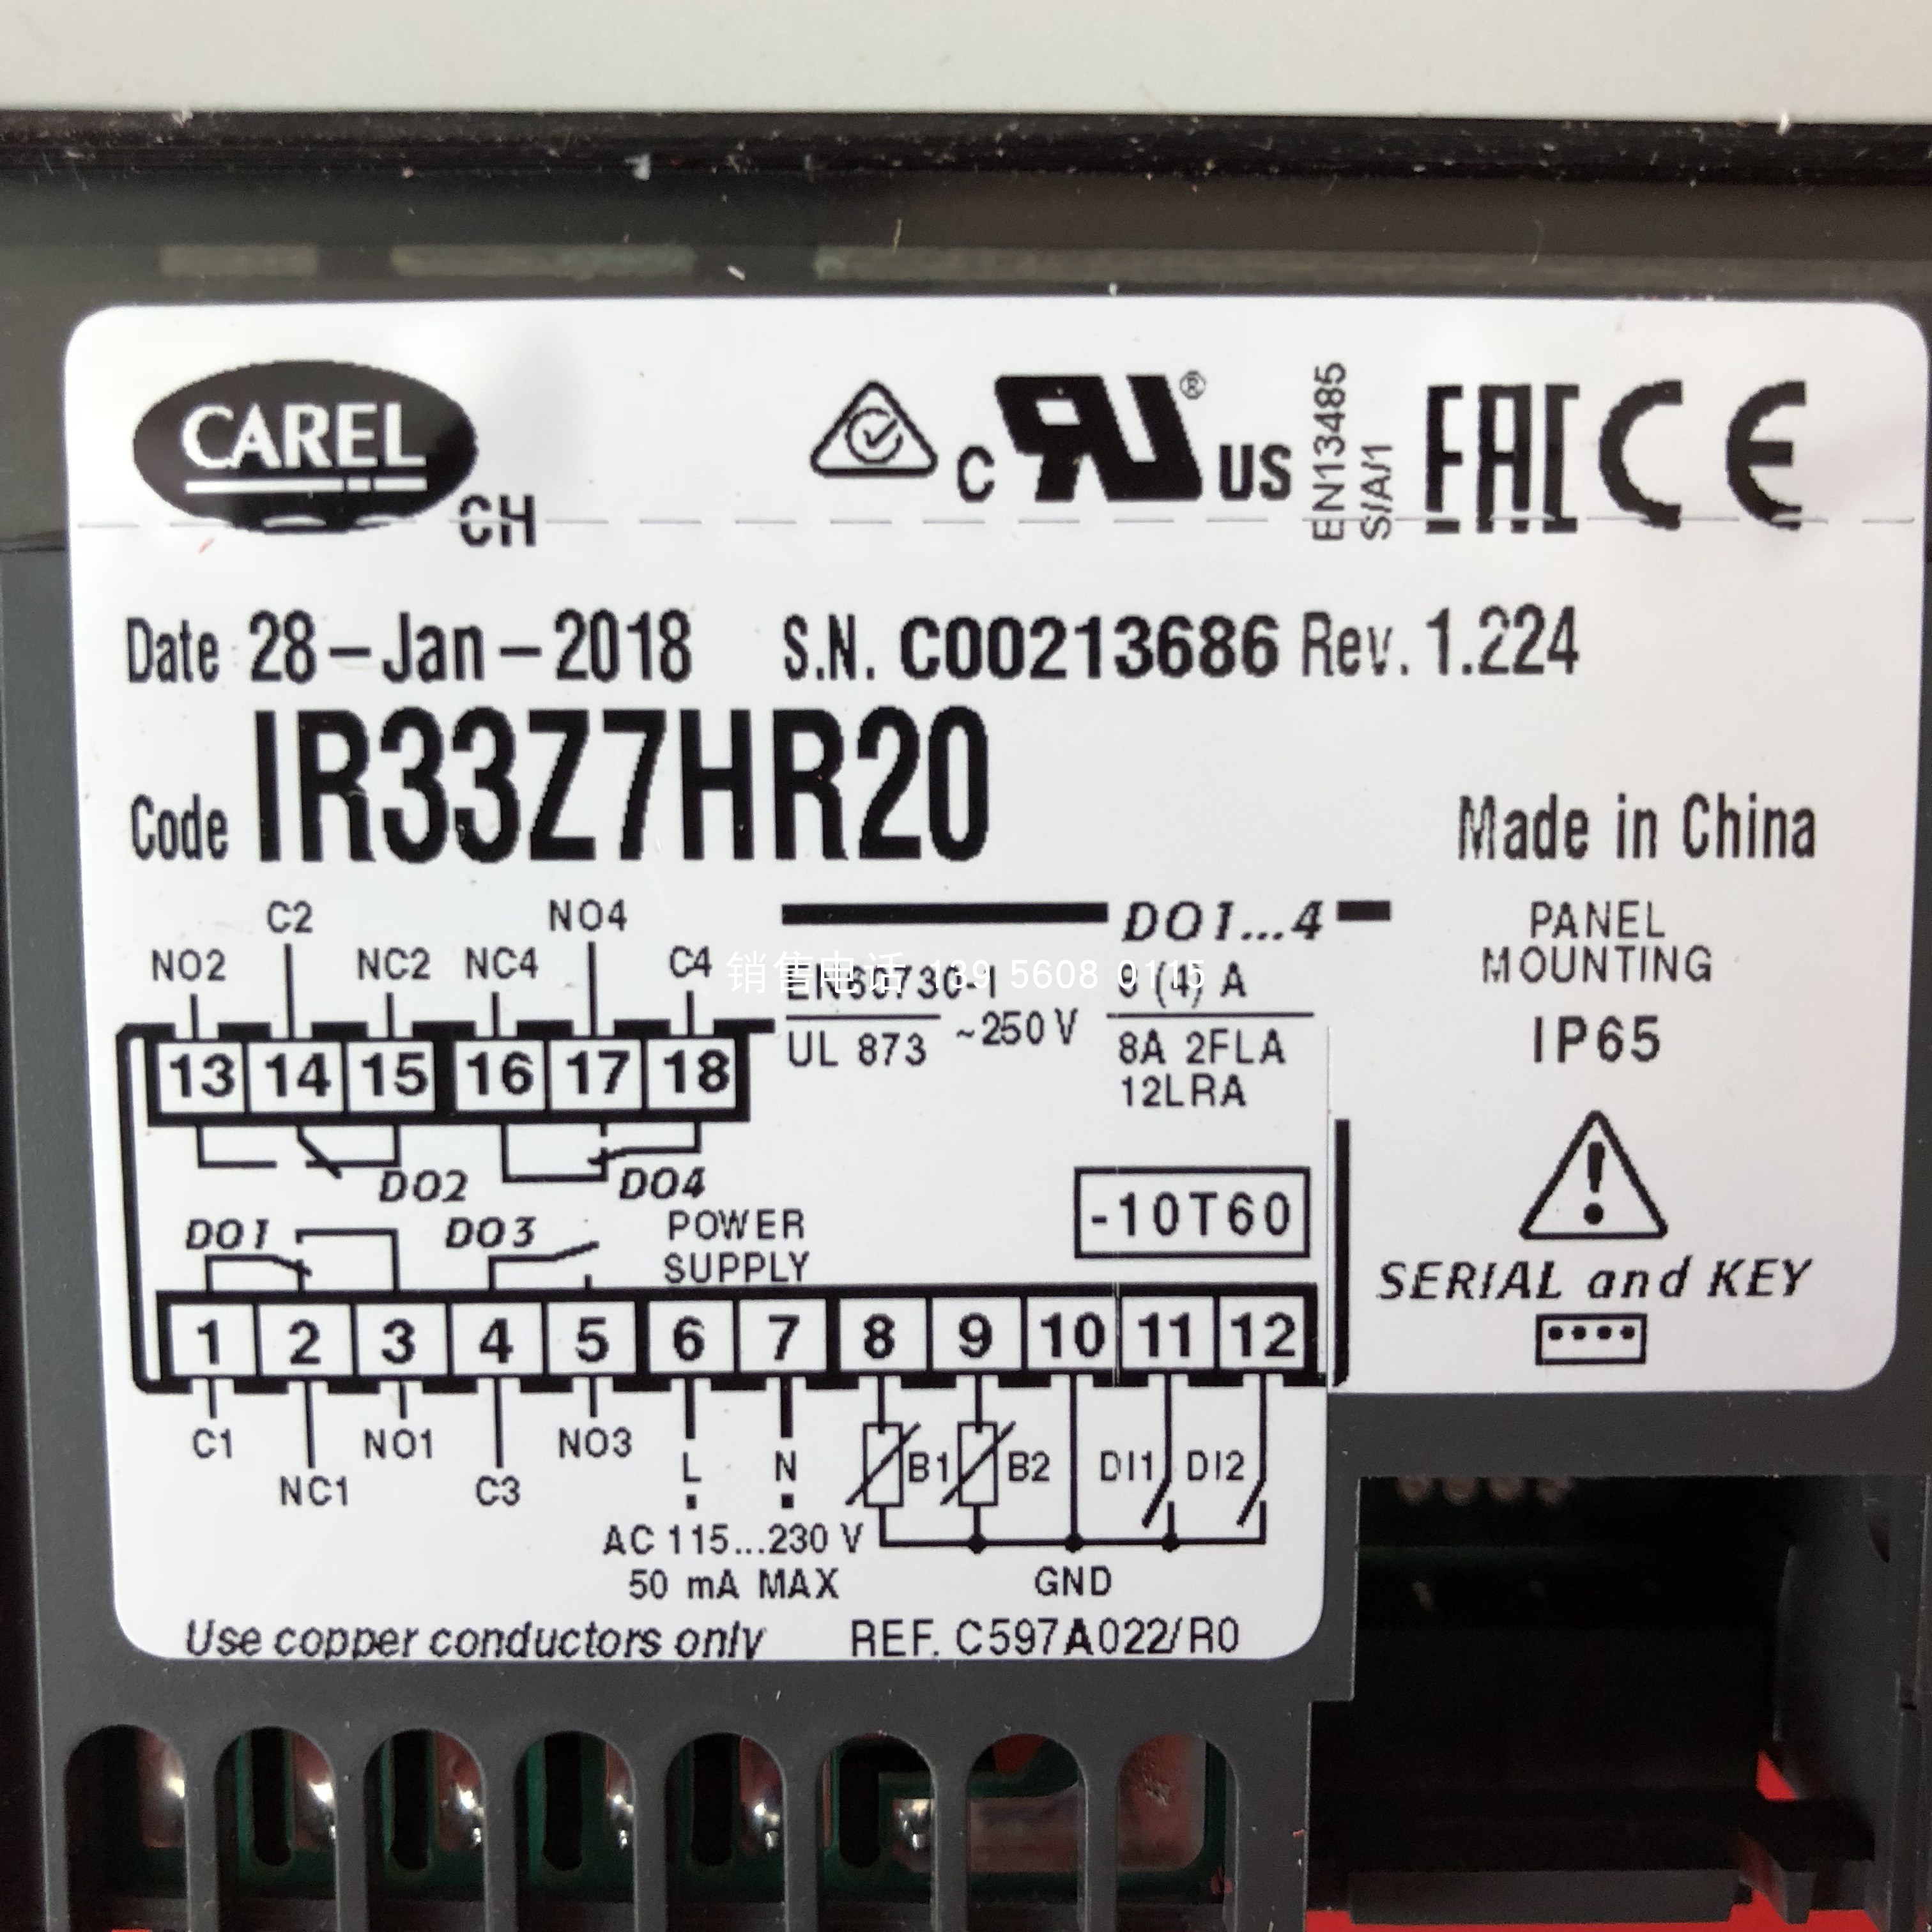 CAREL
CH
C US ®
EN13485
S/A/1
EAC CE
Date 28-Jan-2018 S.N. C00213686 Rev. 1.224
Code IR33Z7HR20
Made in China
C2 NO4
NO2 NC2 NC4 C4
DO1...4
销售电话 139 5608 0115
EN60730-1
UL 873
~250 V
8 (4) A
8A 2FLA
12LRA
PANEL
MOUNTING
IP65
13 14 15 16 17 18
DO2 DO4
DO1 DO3
POWER
SUPPLY
-10T60
SERIAL and KEY
1 2 3 4 5 6 7 8 9 10 11 12
C1 NO1 NO3
NC1 C3
L N B1 B2 DI1 DI2
AC 115...230 V
50 mA MAX
GND
Use copper conductors only REF. C597A022/R0